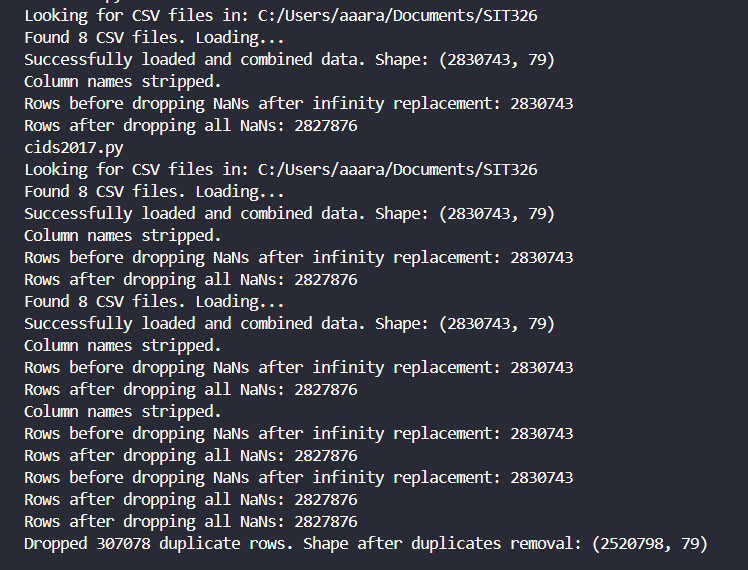 Looking for CSV files in: C:/Users/aaara/Documents/SIT326
Found 8 CSV files. Loading...
Successfully loaded and combined data. Shape: (2830743, 79)
Column names stripped.
Rows before dropping NaNs after infinity replacement: 2830743
Rows after dropping all NaNs: 2827876
cids2017.py
Looking for CSV files in: C:/Users/aaara/Documents/SIT326
Found 8 CSV files. Loading...
Successfully loaded and combined data. Shape: (2830743, 79)
Column names stripped.
Rows before dropping NaNs after infinity replacement: 2830743
Rows after dropping all NaNs: 2827876
Found 8 CSV files. Loading...
Successfully loaded and combined data. Shape: (2830743, 79)
Column names stripped.
Rows before dropping NaNs after infinity replacement: 2830743
Rows after dropping all NaNs: 2827876
Column names stripped.
Rows before dropping NaNs after infinity replacement: 2830743
Rows after dropping all NaNs: 2827876
Rows before dropping NaNs after infinity replacement: 2830743
Rows after dropping all NaNs: 2827876
Rows after dropping all NaNs: 2827876
Dropped 307078 duplicate rows. Shape after duplicates removal: (2520798, 79)